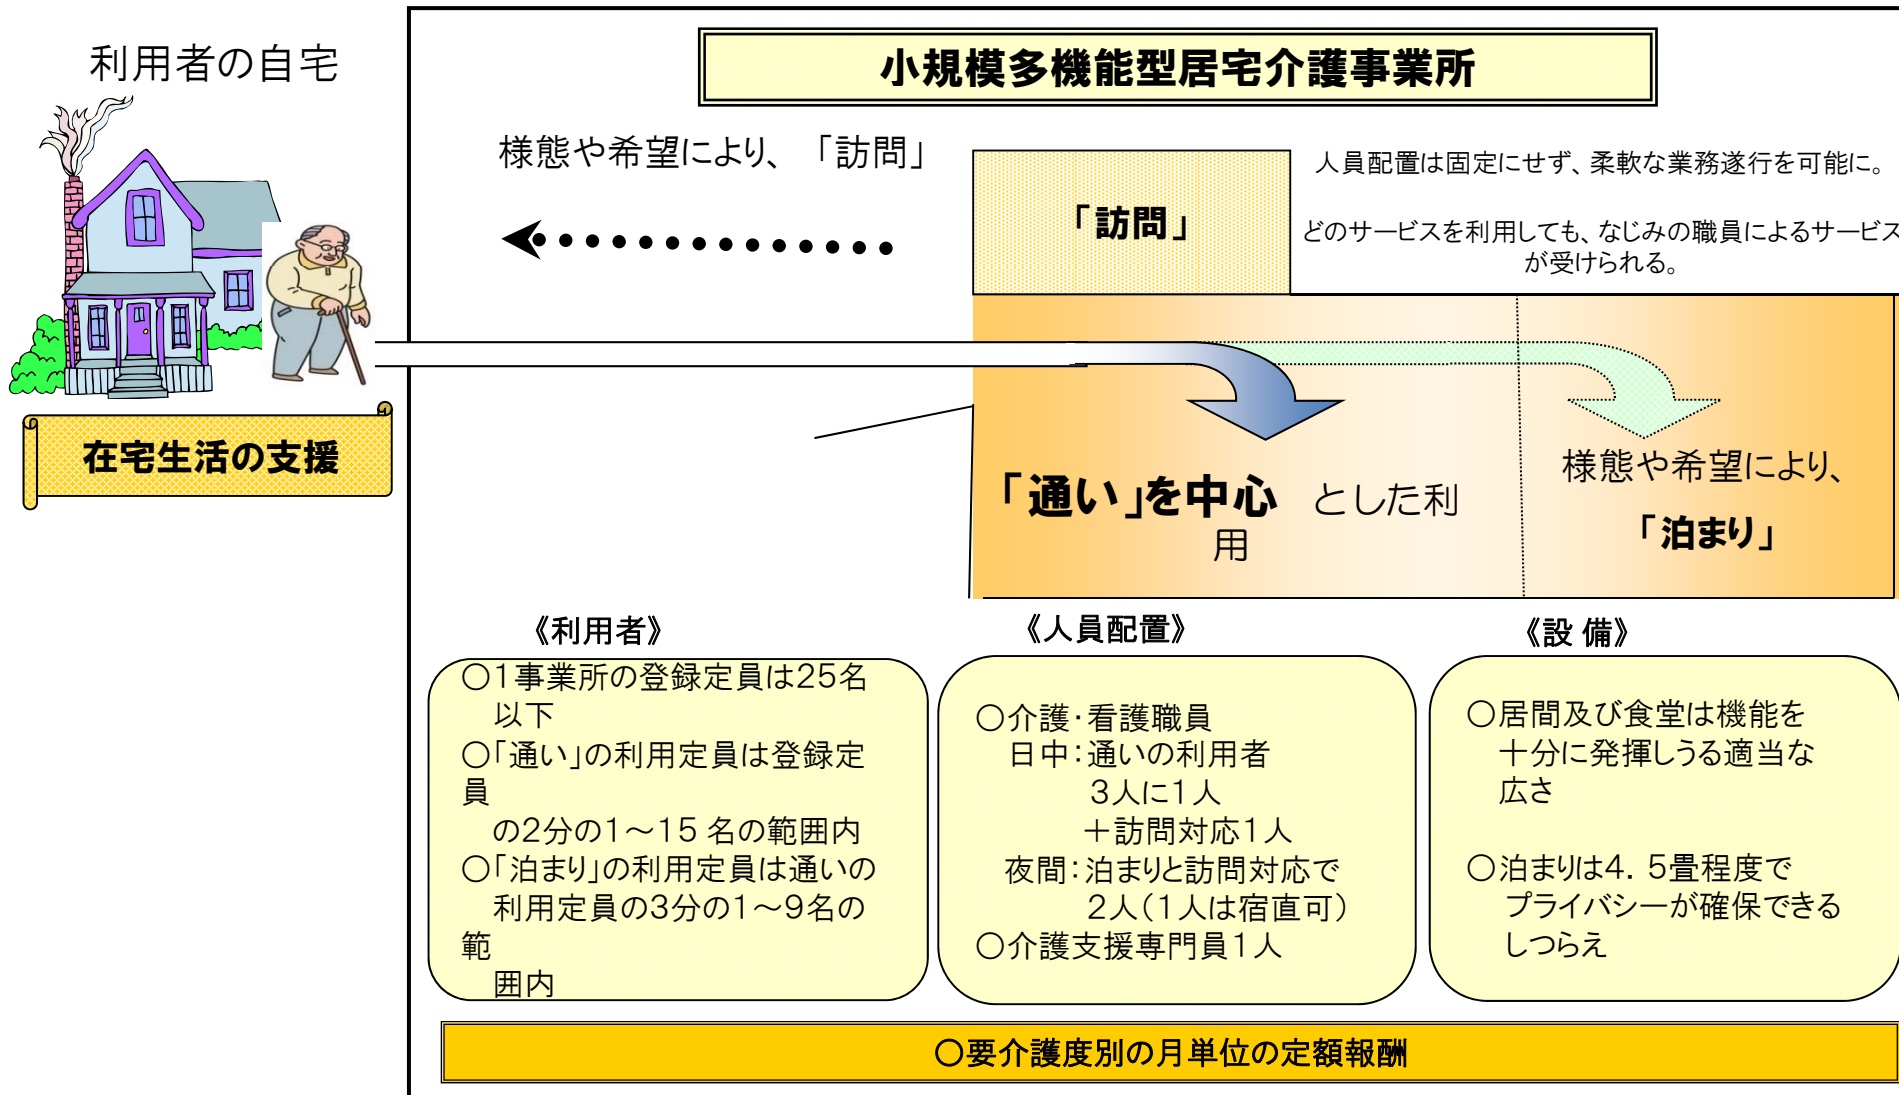 利用者の自宅
在宅生活の支援
小規模多機能型居宅介護事業所
様態や希望により、「訪問」
「訪問」
人員配置は固定にせず、柔軟な業務遂行を可能に。
どのサービスを利用しても、なじみの職員によるサービス
が受けられる。
「通い」を中心 とした利
用
様態や希望により、
「泊まり」
《利用者》
○1事業所の登録定員は25名
以下
○「通い」の利用定員は登録定
員
の2分の1～15 名の範囲内
○「泊まり」の利用定員は通いの
利用定員の3分の1～9名の
範
囲内
《人員配置》
○介護・看護職員
日中:通いの利用者
3人に1人
＋訪問対応1人
夜間:泊まりと訪問対応で
2人(1人は宿直可)
○介護支援専門員1人
《設 備》
○居間及び食堂は機能を
十分に発揮しうる適当な
広さ
○泊まりは4．5畳程度で
プライバシーが確保できる
しつらえ
○要介護度別の月単位の定額報酬